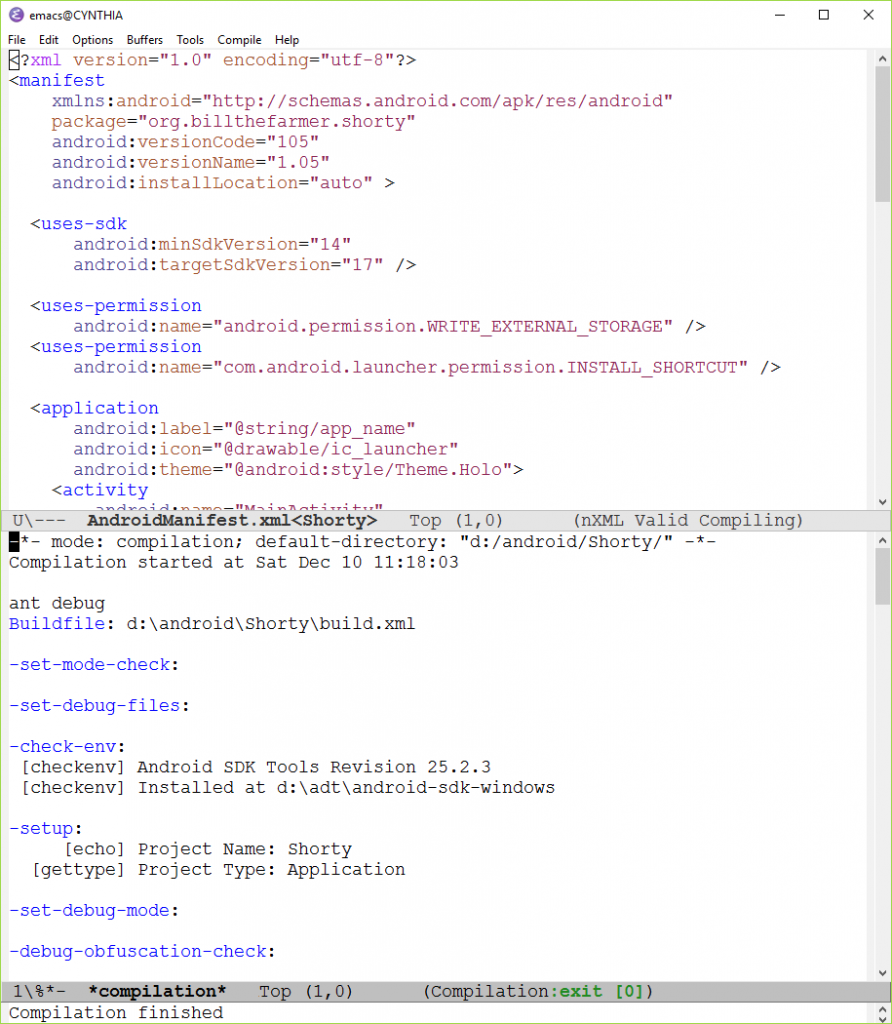 emacs@CYNTHIA
File Edit Options Buffers Tools Compile Help
<?xml version="1.0" encoding="utf-8"?>
<manifest
    xmlns:android="http://schemas.android.com/apk/res/android"
    package="org.billthefarmer.shorty"
    android:versionCode="105"
    android:versionName="1.05"
    android:installLocation="auto" >
  <uses-sdk
      android:minSdkVersion="14"
      android:targetSdkVersion="17" />
  <uses-permission
      android:name="android.permission.WRITE_EXTERNAL_STORAGE" />
  <uses-permission
      android:name="com.android.launcher.permission.INSTALL_SHORTCUT" />
  <application
      android:label="@string/app_name"
      android:icon="@drawable/ic_launcher"
      android:theme="@android:style/Theme.Holo">
    <activity
        android:name="MainActivity"
U\--- AndroidManifest.xml<Shorty> Top (1,0) (nXML Valid Compiling)
-*- mode: compilation; default-directory: "d:/android/Shorty/" -*-
Compilation started at Sat Dec 10 11:18:03
ant debug
Buildfile: d:\android\Shorty\build.xml
-set-mode-check:
-set-debug-files:
-check-env:
 [checkenv] Android SDK Tools Revision 25.2.3
 [checkenv] Installed at d:\adt\android-sdk-windows
-setup:
     [echo] Project Name: Shorty
  [gettype] Project Type: Application
-set-debug-mode:
-debug-obfuscation-check:
1\%*- *compilation* Top (1,0) (Compilation:exit [0])
Compilation finished